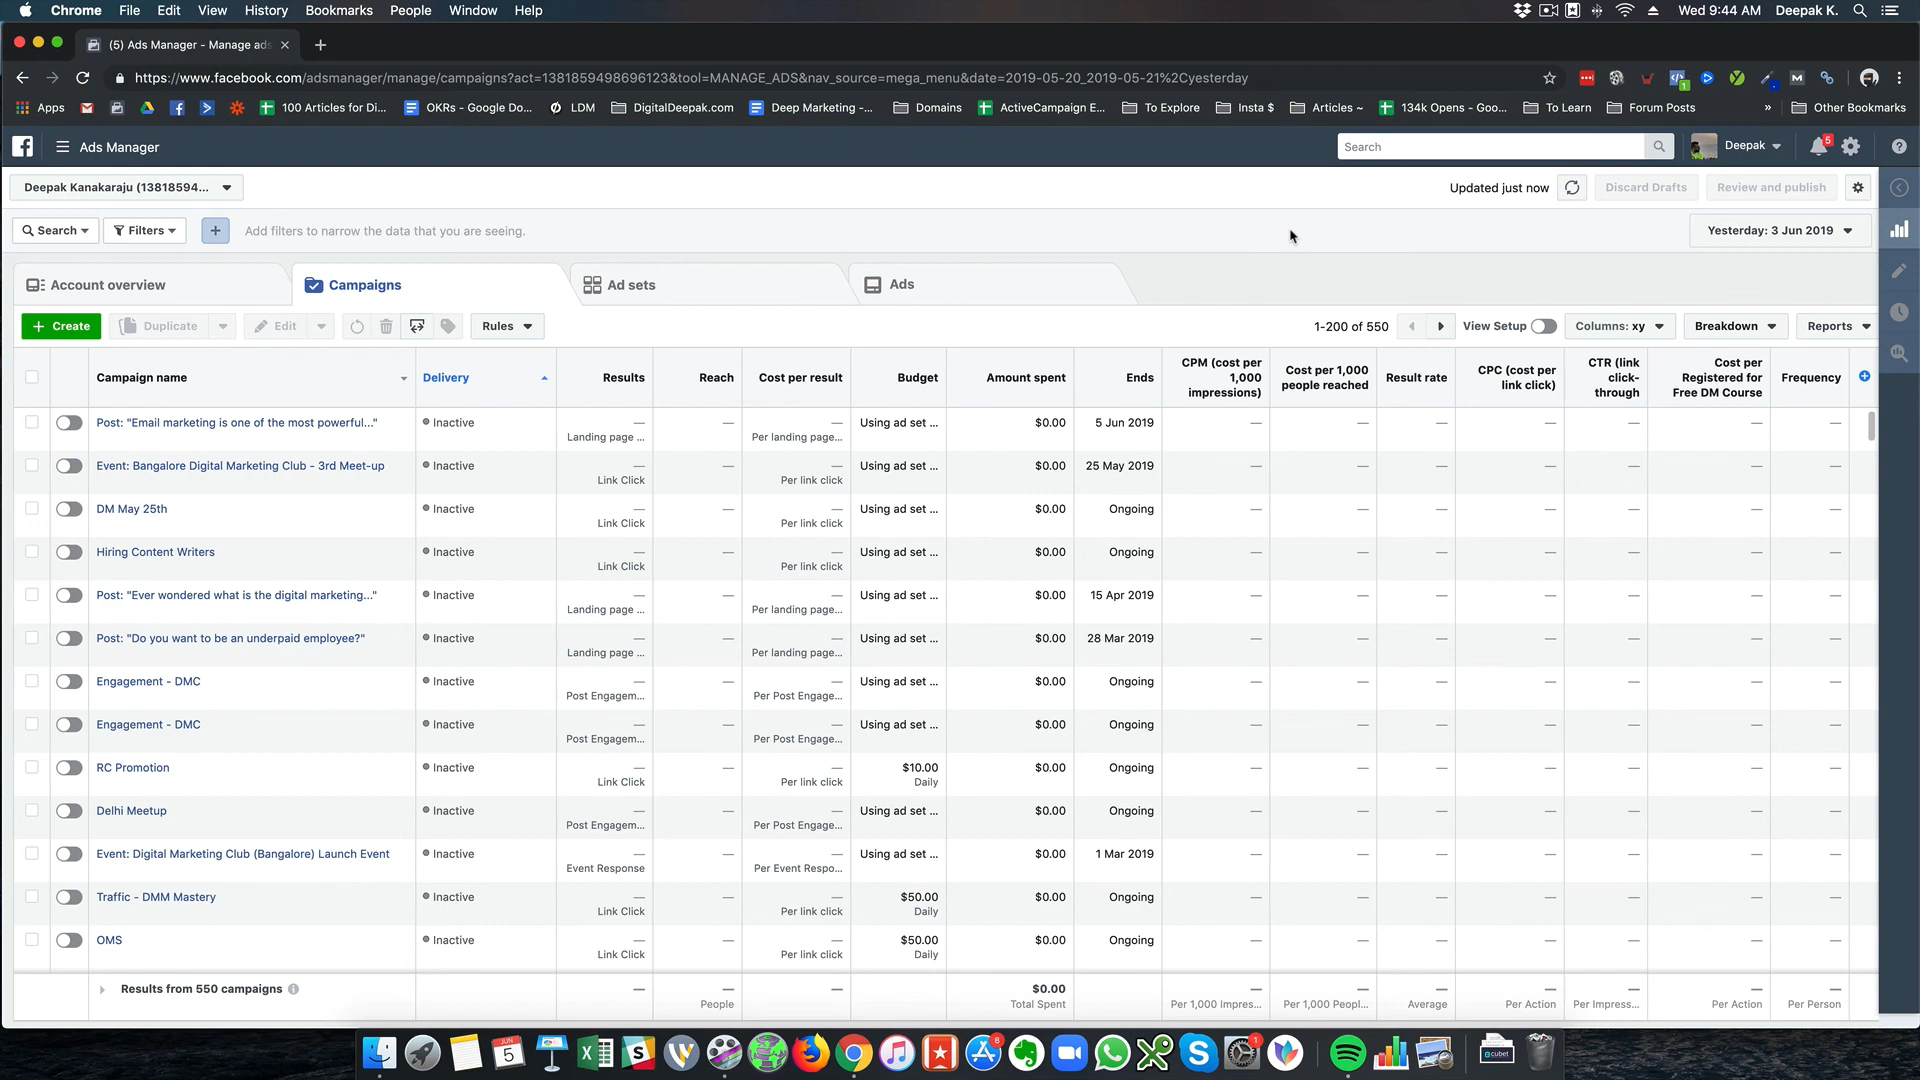 Chrome File Edit View History Bookmarks People Window Help Wed 9:44 AM Deepak K.
(5) Ads Manager - Manage ads
https://www.facebook.com/adsmanager/manage/campaigns?act=1381859498696123&tool=MANAGE_ADS&nav_source=mega_menu&date=2019-05-20_2019-05-21%2Cyesterday
Apps 100 Articles for Di... OKRs - Google Do... LDM DigitalDeepak.com Deep Marketing -... Domains ActiveCampaign E... To Explore Insta $ Articles ~ 134k Opens - Goo... To Learn Forum Posts » Other Bookmarks
Ads Manager Search Deepak 5
Deepak Kanakaraju (13818594... Updated just now Discard Drafts Review and publish
Search Filters + Add filters to narrow the data that you are seeing. Yesterday: 3 Jun 2019
Account overview Campaigns Ad sets Ads
+ Create Duplicate Edit Rules 1-200 of 550 View Setup Columns: xy Breakdown Reports
Campaign name Delivery Results Reach Cost per result Budget Amount spent Ends CPM (cost per 1,000 impressions) Cost per 1,000 people reached Result rate CPC (cost per link click) CTR (link click-through Cost per Registered for Free DM Course Frequency
Post: "Email marketing is one of the most powerful..." Inactive — — — Using ad set ... $0.00 5 Jun 2019 — — — — — — —
Landing page ... Per landing page...
Event: Bangalore Digital Marketing Club - 3rd Meet-up Inactive — — — Using ad set ... $0.00 25 May 2019 — — — — — — —
Link Click Per link click
DM May 25th Inactive — — — Using ad set ... $0.00 Ongoing — — — — — — —
Link Click Per link click
Hiring Content Writers Inactive — — — Using ad set ... $0.00 Ongoing — — — — — — —
Link Click Per link click
Post: "Ever wondered what is the digital marketing..." Inactive — — — Using ad set ... $0.00 15 Apr 2019 — — — — — — —
Landing page ... Per landing page...
Post: "Do you want to be an underpaid employee?" Inactive — — — Using ad set ... $0.00 28 Mar 2019 — — — — — — —
Landing page ... Per landing page...
Engagement - DMC Inactive — — — Using ad set ... $0.00 Ongoing — — — — — — —
Post Engagem... Per Post Engage...
Engagement - DMC Inactive — — — Using ad set ... $0.00 Ongoing — — — — — — —
Post Engagem... Per Post Engage...
RC Promotion Inactive — — — $10.00 $0.00 Ongoing — — — — — — —
Link Click Per link click Daily
Delhi Meetup Inactive — — — Using ad set ... $0.00 Ongoing — — — — — — —
Post Engagem... Per Post Engage...
Event: Digital Marketing Club (Bangalore) Launch Event Inactive — — — Using ad set ... $0.00 1 Mar 2019 — — — — — — —
Event Response Per Event Respo...
Traffic - DMM Mastery Inactive — — — $50.00 $0.00 Ongoing — — — — — — —
Link Click Per link click Daily
OMS Inactive — — — $50.00 $0.00 Ongoing — — — — — — —
Link Click Per link click Daily
Results from 550 campaigns — — — $0.00 — — — — — — —
People Total Spent Per 1,000 Impres... Per 1,000 Peopl... Average Per Action Per Impress... Per Action Per Person
JUN 5 8 1 cubet